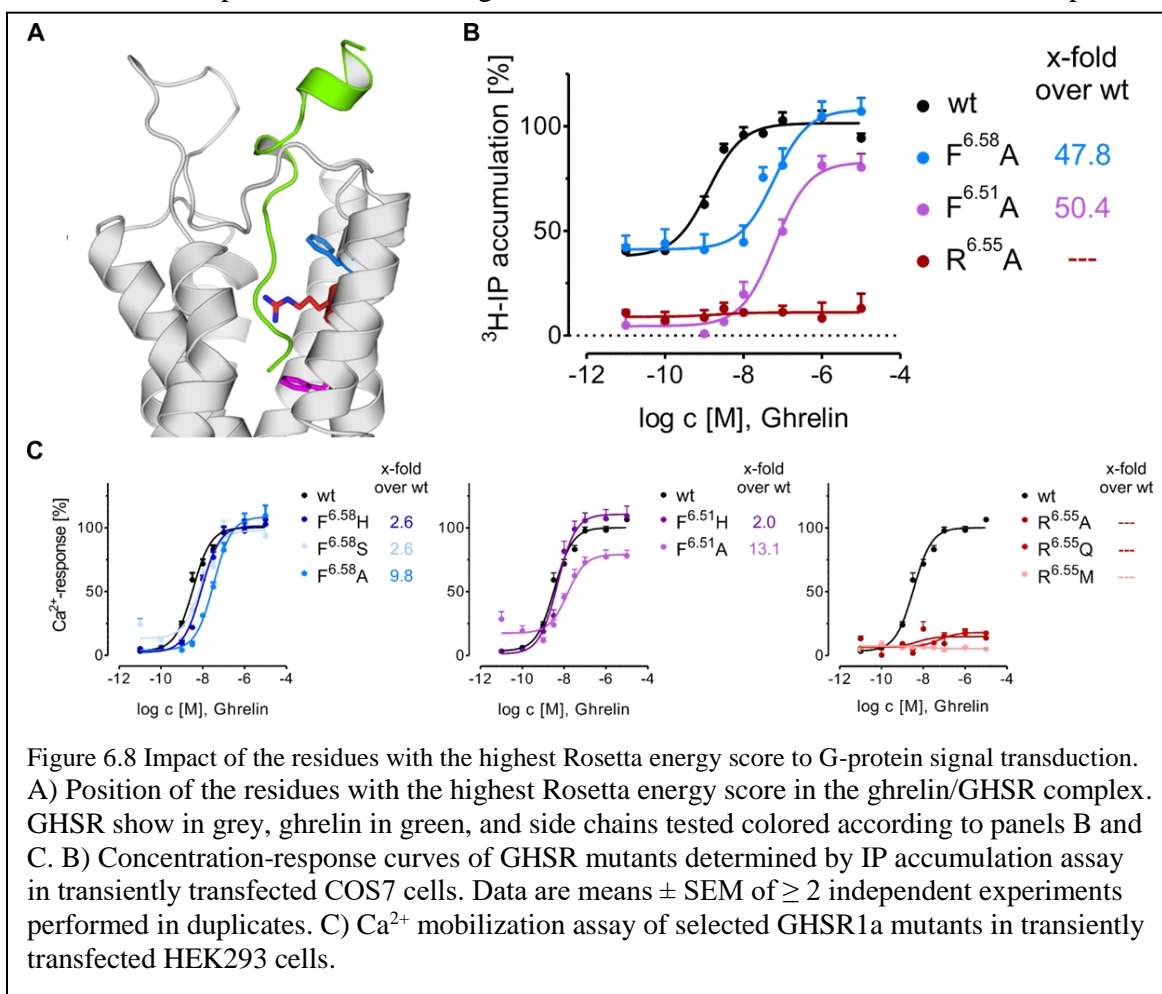 A
B
x-fold
over wt
wt
F6.58A 47.8
F6.51A 50.4
R6.55A ---
3H-IP accumulation [%]
100
50
0
-12 -10 -8 -6 -4
log c [M], Ghrelin
C
x-fold
over wt
wt
F6.58H 2.6
F6.58S 2.6
F6.58A 9.8
Ca2+-response [%]
100
50
0
-12 -10 -8 -6 -4
log c [M], Ghrelin
x-fold
over wt
wt
F6.51H 2.0
F6.51A 13.1
100
50
0
-12 -10 -8 -6 -4
log c [M], Ghrelin
x-fold
over wt
wt
R6.55A ---
R6.55Q ---
R6.55M ---
100
50
0
-12 -10 -8 -6 -4
log c [M], Ghrelin
Figure 6.8 Impact of the residues with the highest Rosetta energy score to G-protein signal transduction.
A) Position of the residues with the highest Rosetta energy score in the ghrelin/GHSR complex.
GHSR show in grey, ghrelin in green, and side chains tested colored according to panels B and
C. B) Concentration-response curves of GHSR mutants determined by IP accumulation assay
in transiently transfected COS7 cells. Data are means ± SEM of ≥ 2 independent experiments
performed in duplicates. C) Ca2+ mobilization assay of selected GHSR1a mutants in transiently
transfected HEK293 cells.